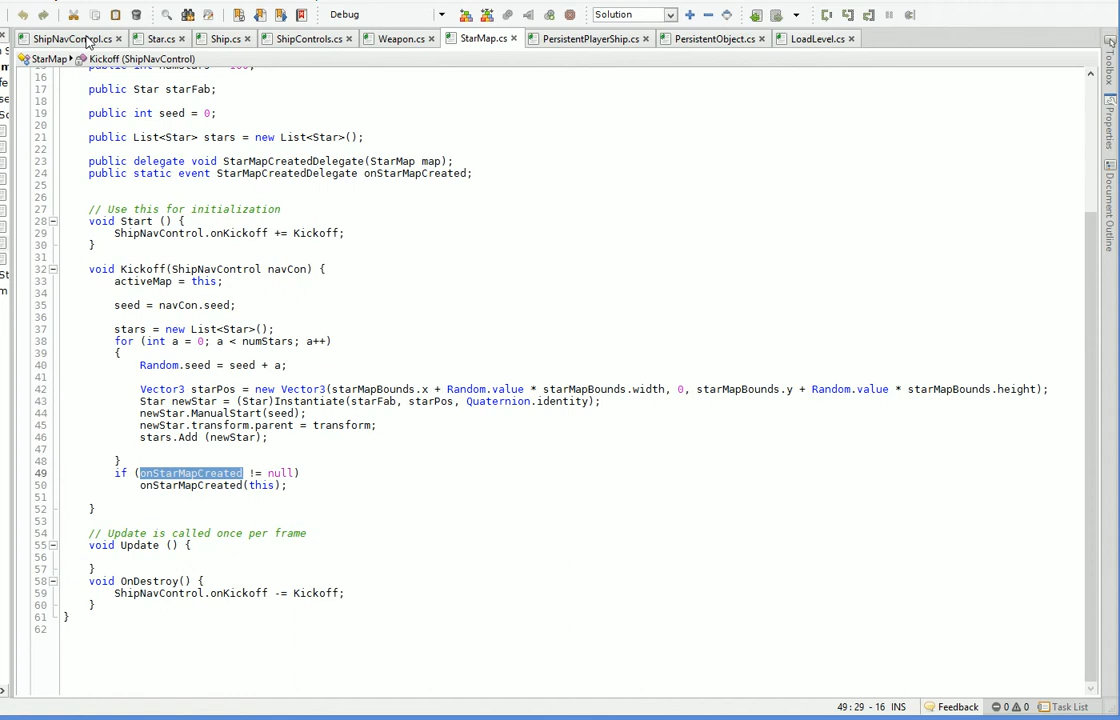 Debug
Solution
ShipNavControl.cs × Star.cs × Ship.cs × ShipControls.cs × Weapon.cs × StarMap.cs × PersistentPlayerShip.cs × PersistentObject.cs × LoadLevel.cs ×
StarMap Kickoff (ShipNavControl)
16
17 public Star starFab;
18
19 public int seed = 0;
20
21 public List<Star> stars = new List<Star>();
22
23 public delegate void StarMapCreatedDelegate(StarMap map);
24 public static event StarMapCreatedDelegate onStarMapCreated;
25
26
27 // Use this for initialization
28 void Start () {
29 ShipNavControl.onKickoff += Kickoff;
30 }
31
32 void Kickoff(ShipNavControl navCon) {
33 activeMap = this;
34
35 seed = navCon.seed;
36
37 stars = new List<Star>();
38 for (int a = 0; a < numStars; a++)
39 {
40 Random.seed = seed + a;
41
42 Vector3 starPos = new Vector3(starMapBounds.x + Random.value * starMapBounds.width, 0, starMapBounds.y + Random.value * starMapBounds.height);
43 Star newStar = (Star)Instantiate(starFab, starPos, Quaternion.identity);
44 newStar.ManualStart(seed);
45 newStar.transform.parent = transform;
46 stars.Add (newStar);
47
48 }
49 if (onStarMapCreated != null)
50 onStarMapCreated(this);
51
52 }
53
54 // Update is called once per frame
55 void Update () {
56
57 }
58 void OnDestroy() {
59 ShipNavControl.onKickoff -= Kickoff;
60 }
61 }
62
Toolbox
Properties
Document Outline
49:29 - 16 INS Feedback 0 0 Task List